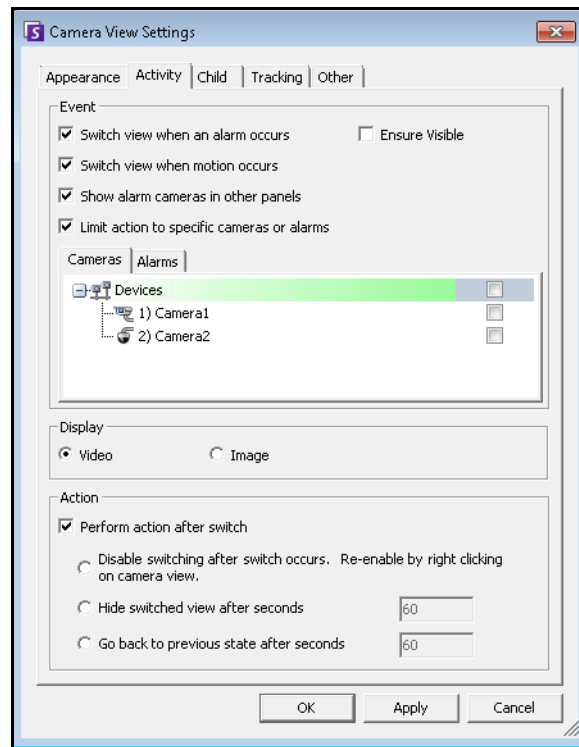 Camera View Settings
Appearance Activity Child Tracking Other
Event
Switch view when an alarm occurs Ensure Visible
Switch view when motion occurs
Show alarm cameras in other panels
Limit action to specific cameras or alarms
Cameras Alarms
Devices
1) Camera1
2) Camera2
Display
Video Image
Action
Perform action after switch
Disable switching after switch occurs. Re-enable by right clicking
on camera view.
Hide switched view after seconds 60
Go back to previous state after seconds 60
OK Apply Cancel